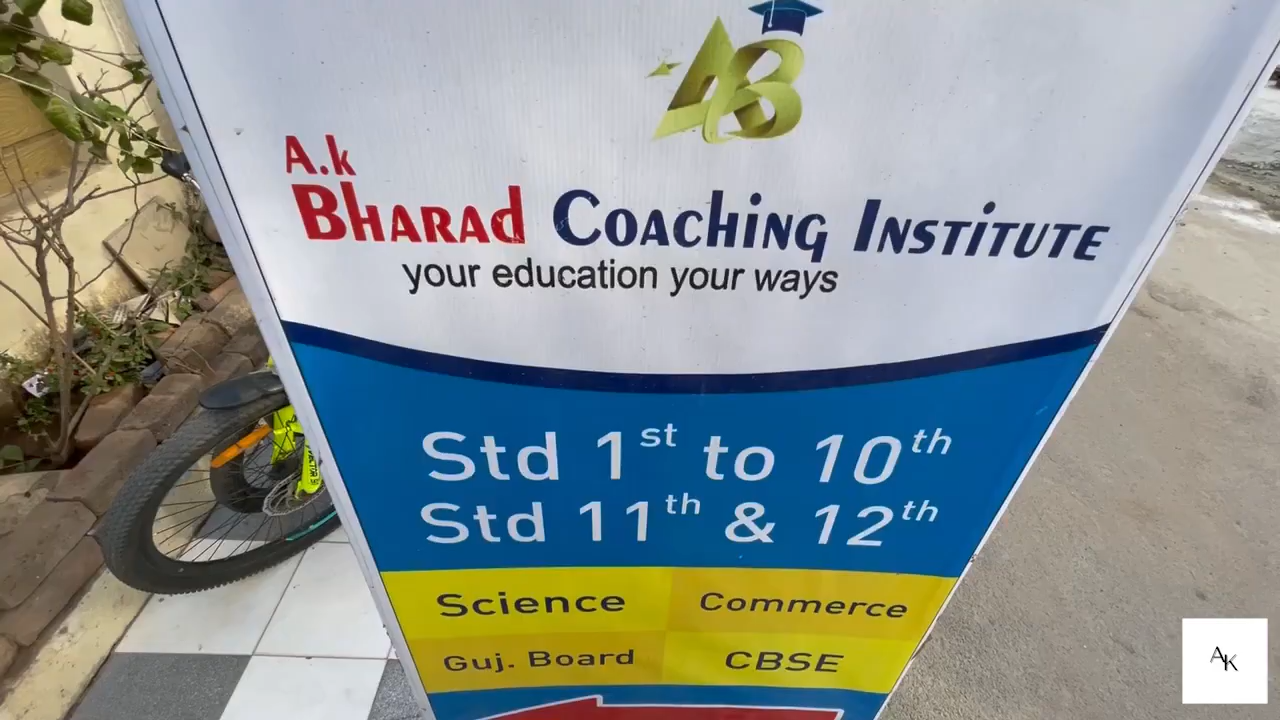 AB
A.k
Bharad Coaching Institute
your education your ways
Std 1st to 10th
Std 11th & 12th
Science Commerce
Guj. Board CBSE
AK